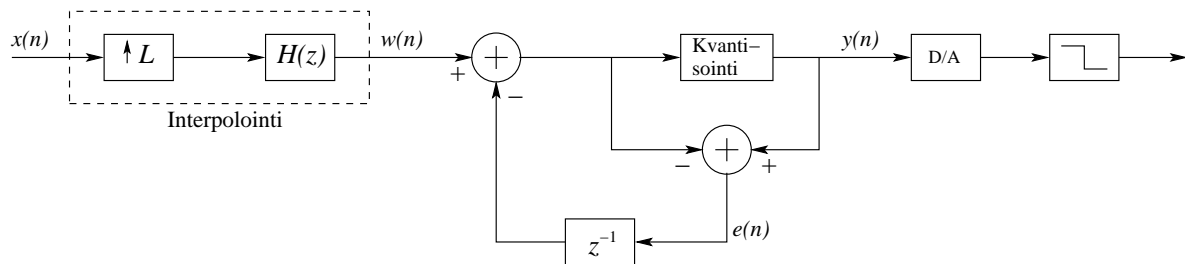 x(n)
L
H(z)
w(n)
+
+
−
Kvanti−
sointi
y(n)
D/A
Interpolointi
−
+
+
e(n)
z−1